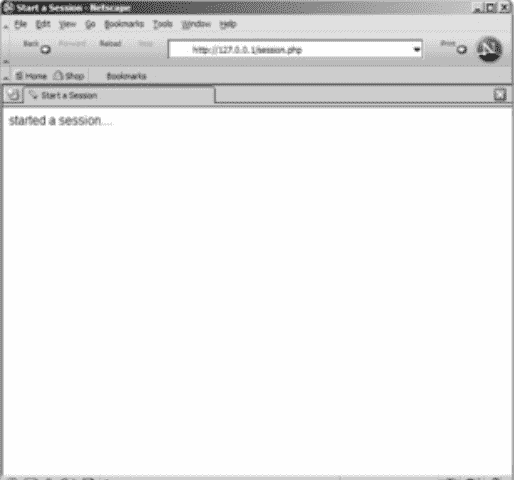 Start a Session - Netscape
File Edit View Go Bookmarks Tools Window Help
Back Forward Reload Stop http://127.0.0.1/session.php Print N
Home Shop Bookmarks
Start a Session
started a session....